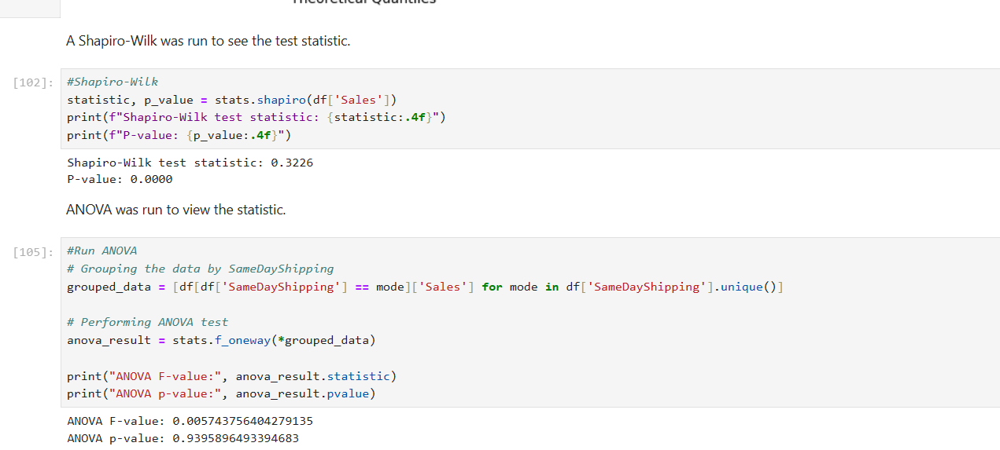 Theoretical Quantiles
A Shapiro-Wilk was run to see the test statistic.
[102]:
#Shapiro-Wilk
statistic, p_value = stats.shapiro(df['Sales'])
print(f"Shapiro-Wilk test statistic: {statistic:.4f}")
print(f"P-value: {p_value:.4f}")
Shapiro-Wilk test statistic: 0.3226
P-value: 0.0000
ANOVA was run to view the statistic.
[105]:
#Run ANOVA
# Grouping the data by SameDayShipping
grouped_data = [df[df['SameDayShipping'] == mode]['Sales'] for mode in df['SameDayShipping'].unique()]
# Performing ANOVA test
anova_result = stats.f_oneway(*grouped_data)
print("ANOVA F-value:", anova_result.statistic)
print("ANOVA p-value:", anova_result.pvalue)
ANOVA F-value: 0.005743756404279135
ANOVA p-value: 0.9395896493394683